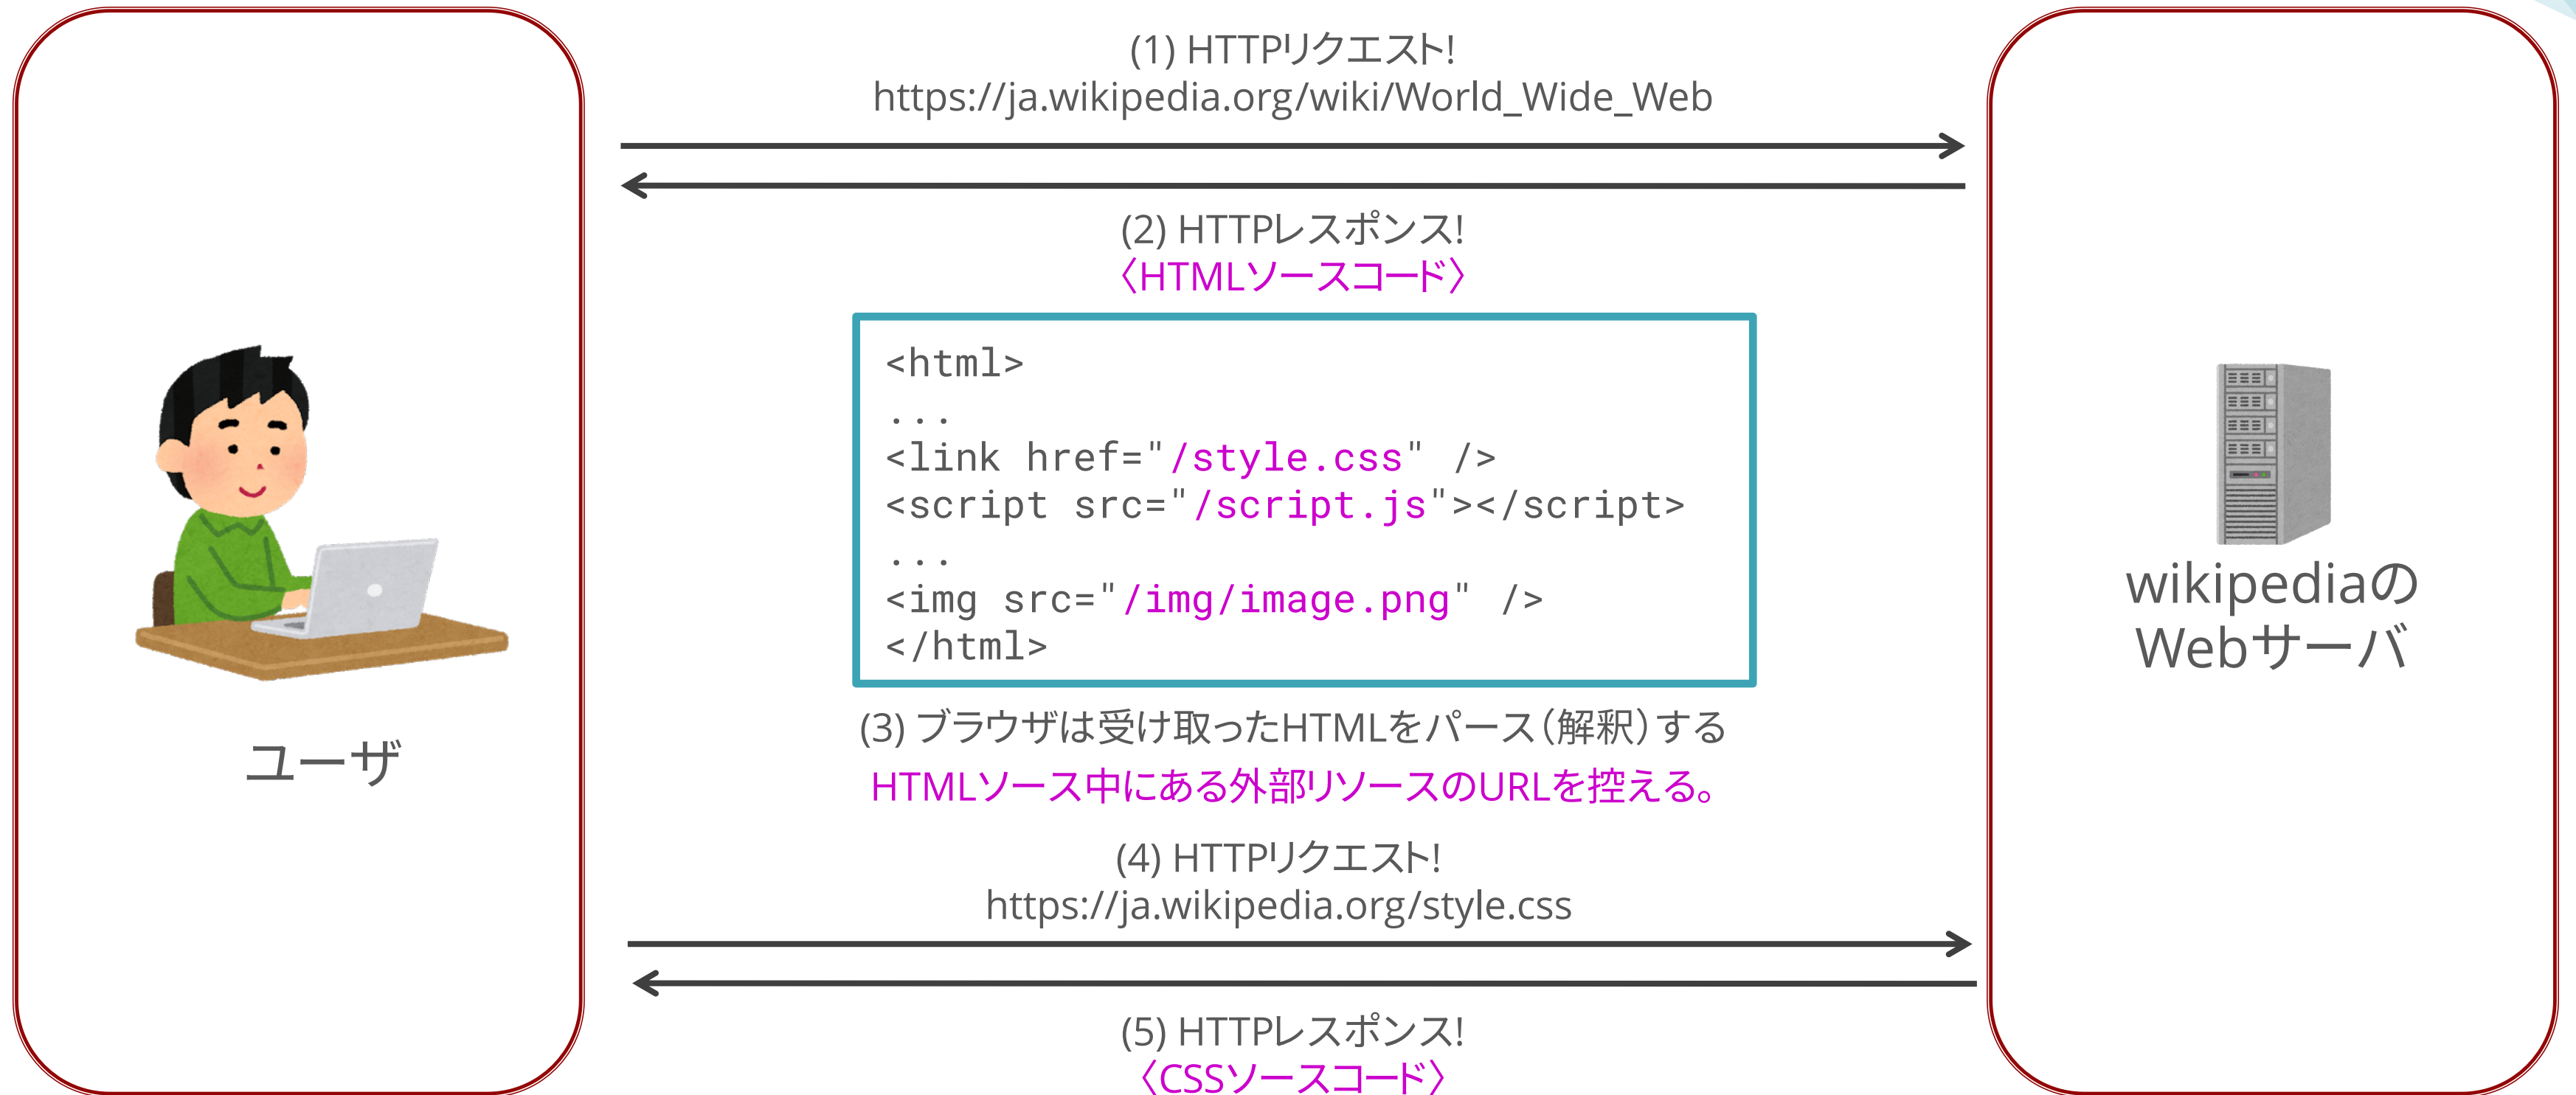 (1) HTTPリクエスト!
https://ja.wikipedia.org/wiki/World_Wide_Web
(2) HTTPレスポンス!
〈HTMLソースコード〉
<html>
...
<link href="/style.css" />
<script src="/script.js"></script>
...
<img src="/img/image.png" />
</html>
(3) ブラウザは受け取ったHTMLをパース（解釈）する
HTMLソース中にある外部リソースのURLを控える。
(4) HTTPリクエスト!
https://ja.wikipedia.org/style.css
(5) HTTPレスポンス!
〈CSSソースコード〉
ユーザ
wikipediaの
Webサーバ